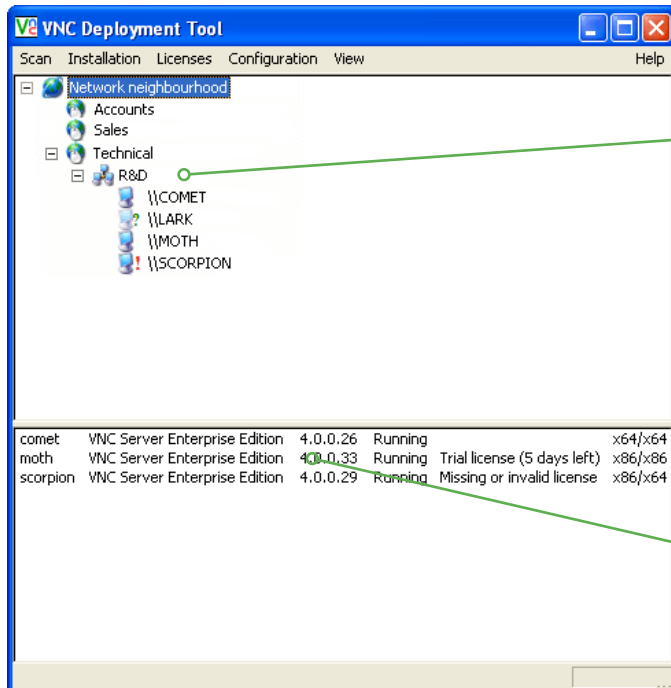 VNC Deployment Tool
Scan Installation Licenses Configuration View Help
Network neighbourhood
Accounts
Sales
Technical
R&D
\\COMET
\\LARK
\\MOTH
\\SCORPION
comet VNC Server Enterprise Edition 4.0.0.26 Running x64/x64
moth VNC Server Enterprise Edition 4.0.0.33 Running Trial license (5 days left) x86/x86
scorpion VNC Server Enterprise Edition 4.0.0.29 Running Missing or invalid license x86/x64